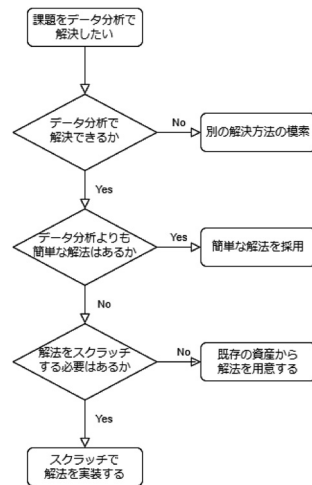 課題をデータ分析で
解決したい
データ分析で
解決できるか
No
別の解決方法の模索
Yes
データ分析よりも
簡単な解法はあるか
Yes
簡単な解法を採用
No
解法をスクラッチ
する必要はあるか
No
既存の資産から
解法を用意する
Yes
スクラッチで
解法を実装する